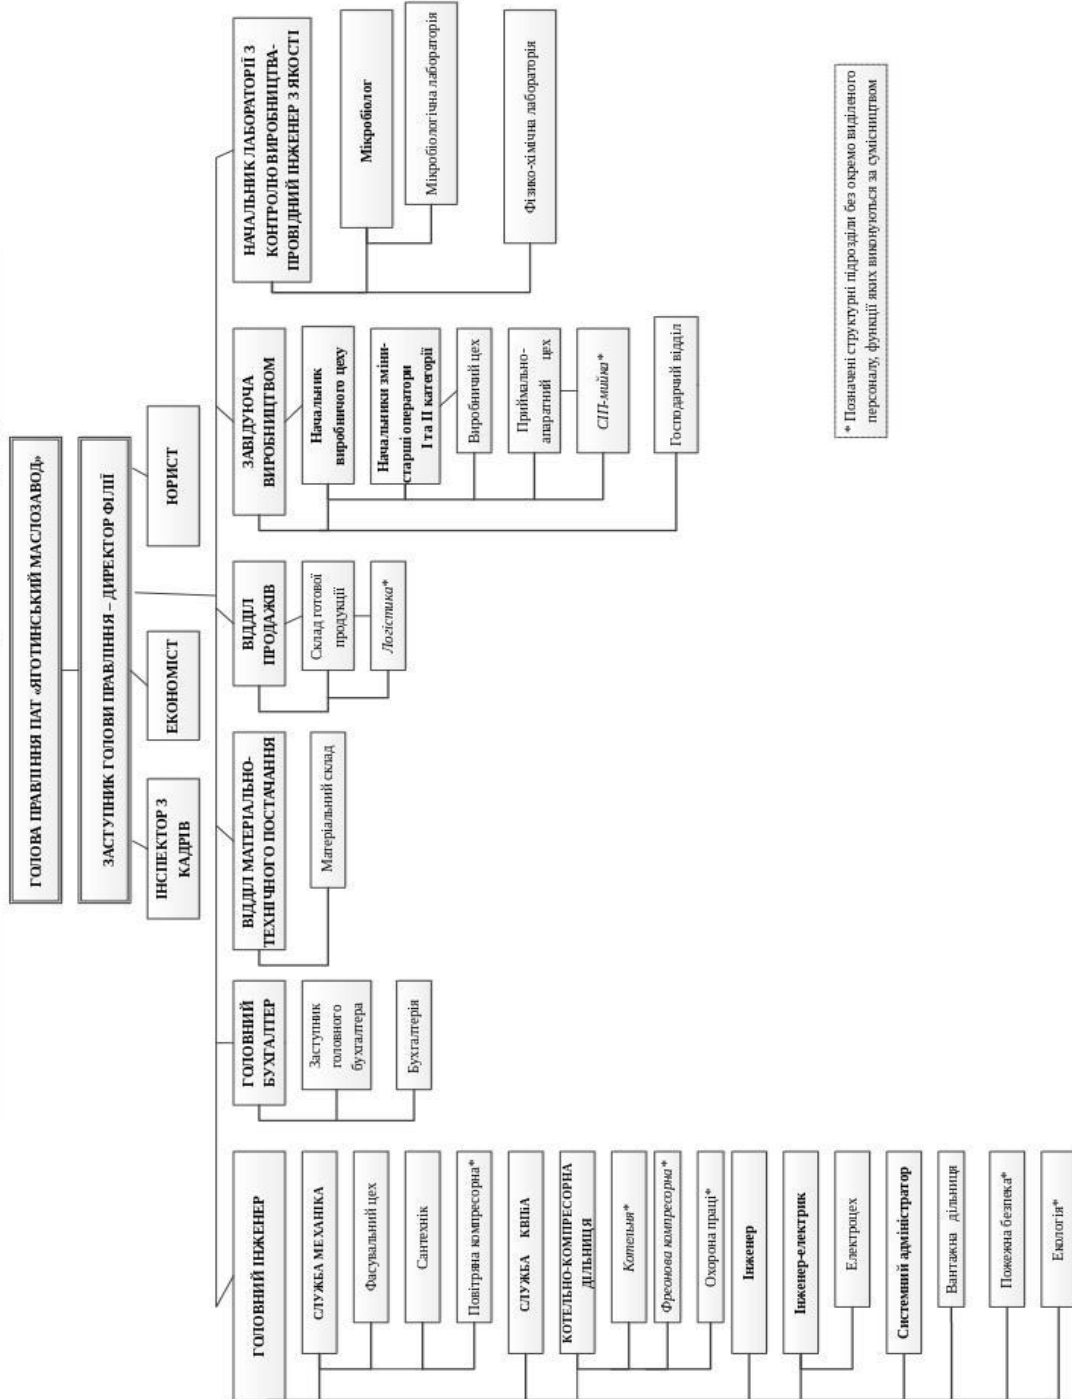 ГОЛОВА ПРАВЛІННЯ ПАТ «ЯГОТИНСЬКИЙ МАСЛОЗАВОД»
ЗАСТУПНИК ГОЛОВИ ПРАВЛІННЯ – ДИРЕКТОР ФІЛІЇ
ІНСПЕКТОР З
КАДРІВ
ЕКОНОМІСТ
ЮРИСТ
ГОЛОВНИЙ ІНЖЕНЕР
СЛУЖБА МЕХАНІКА
Фасувальний цех
Сантехнік
Повітряна компресорна*
СЛУЖБА КВПіА
КОТЕЛЬНО-КОМПРЕСОРНА
ДІЛЬНИЦЯ
Котельня*
Фреонова компресорна*
Охорона праці*
Інженер
Інженер-електрик
Електроцех
Системний адміністратор
Вантажна дільниця
Пожежна безпека*
Екологія*
ГОЛОВНИЙ
БУХГАЛТЕР
Заступник
головного
бухгалтера
Бухгалтерія
ВІДДІЛ МАТЕРІАЛЬНО-
ТЕХНІЧНОГО ПОСТАЧАННЯ
Матеріальний склад
ВІДДІЛ
ПРОДАЖІВ
Склад готової
продукції
Логістика*
ЗАВІДУЮЧА
ВИРОБНИЦТВОМ
Начальник
виробничого цеху
Начальники зміни-
старші оператори
І та ІІ категорії
Виробничий цех
Приймально-
апаратний цех
СІП-мийка*
Господарчий відділ
НАЧАЛЬНИК ЛАБОРАТОРІЇ З
КОНТРОЛЮ ВИРОБНИЦТВА-
ПРОВІДНИЙ ІНЖЕНЕР З ЯКОСТІ
Мікробіолог
Мікробіологічна лабораторія
Фізико-хімічна лабораторія
* Позначені структурні підрозділи без окремо виділеного
персоналу, функції яких виконуються за сумісництвом